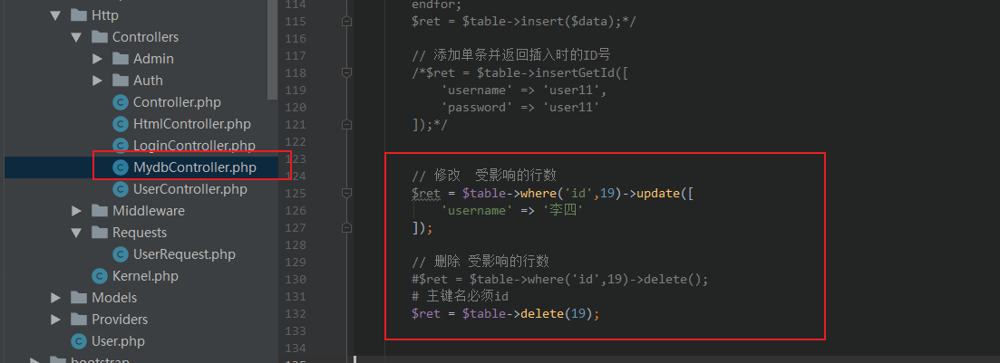 Http
Controllers
Admin
Auth
Controller.php
HtmlController.php
LoginController.php
MydbController.php
UserController.php
Middleware
Requests
UserRequest.php
Kernel.php
Models
Providers
User.php
bootstrap
114 endfor;
115 $ret = $table->insert($data);*/
116
117 // 添加单条并返回插入时的ID号
118 /*$ret = $table->insertGetId([
119 'username' => 'user11',
120 'password' => 'user11'
121 ]);*/
122
123
124 // 修改 受影响的行数
125 $ret = $table->where('id',19)->update([
126 'username' => '李四'
127 ]);
128
129 // 删除 受影响的行数
130 #$ret = $table->where('id',19)->delete();
131 # 主键名必须id
132 $ret = $table->delete(19);
133
134